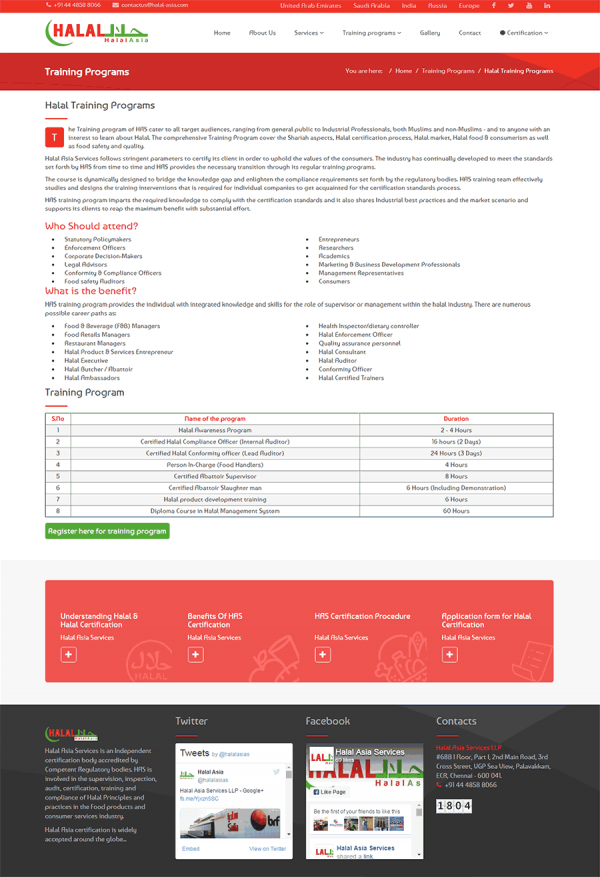 +91 44 4858 8066 contactus@halal-asia.com United Arab Emirates Saudi Arabia India Russia Europe
HALAL حلال HalalAsia
Home About Us Services Training programs Gallery Contact Certification
Training Programs
You are here: / Home / Training Programs / Halal Training Programs
Halal Training Programs
The Training program of HAS cater to all target audiences, ranging from general public to Industrial Professionals, both Muslims and non-Muslims - and to anyone with an
interest to learn about Halal. The comprehensive Training Program cover the Shariah aspects, Halal certification process, Halal market, Halal food & consumerism as well
as food safety and quality.
Halal Asia Services follows stringent parameters to certify its client in order to uphold the values of the consumers. The industry has continually developed to meet the standards
set forth by HAS from time to time and HAS provides the necessary transition through its regular training programs.
The course is dynamically designed to bridge the knowledge gap and enlighten the compliance requirements set forth by the regulatory bodies. HAS training team effectively
studies and designs the training interventions that is required for individual companies to get acquainted for the certification standards process.
HAS training program imparts the required knowledge to comply with the certification standards and it also shares Industrial best practices and the market scenario and
supports its clients to reap the maximum benefit with substantial effort.
Who Should attend?
Statutory Policymakers
Enforcement Officers
Corporate Decision-Makers
Legal Advisors
Conformity & Compliance Officers
Food safety Auditors
Entrepreneurs
Researchers
Academics
Marketing & Business Development Professionals
Management Representatives
Consumers
What is the benefit?
HAS training program provides the individual with integrated knowledge and skills for the role of supervisor or management within the halal industry. There are numerous
possible career paths as:
Food & Beverage (F&B) Managers
Food Retails Managers
Restaurant Managers
Halal Product & Services Entrepreneur
Halal Executive
Halal Butcher / Abattoir
Halal Ambassadors
Health Inspector/dietary controller
Halal Enforcement Officer
Quality assurance personnel
Halal Consultant
Halal Auditor
Conformity Officer
Halal Certified Trainers
Training Program
S.No Name of the program Duration
1 Halal Awareness Program 2 - 4 Hours
2 Certified Halal Compliance Officer (Internal Auditor) 16 hours (2 Days)
3 Certified Halal Conformity officer (Lead Auditor) 24 Hours (3 Days)
4 Person In-Charge (Food Handlers) 4 Hours
5 Certified Abattoir Supervisor 8 Hours
6 Certified Abattoir Slaughter man 6 Hours (Including Demonstration)
7 Halal product development training 6 Hours
8 Diploma Course in Halal Management System 60 Hours
Register here for training program
Understanding Halal &
Halal Certification
Halal Asia Services
HALAL
Benefits Of HAS
Certification
Halal Asia Services
HAS Certification Procedure
Halal Asia Services
Application form for Halal
Certification
Halal Asia Services
HALAL حلال
Halal Asia Services is an Independent
certification body accredited by
Competent Regulatory bodies. HAS is
involved in the supervision, inspection,
audit, certification, training and
compliance of Halal Principles and
practices in the Food products and
consumer services industry.
Halal Asia certification is widely
accepted around the globe...
Twitter
Tweets by @halalasias
Halal Asia
@halalasias
Halal Asia Services LLP - Google+
brf
Embed View on Twitter
Facebook
Halal Asia Services
69 likes
HalalAs
Like Page
Be the first of your friends to like this
Halal Asia Services
shared a link
Contacts
Halal Asia Services LLP
#688 I Floor, Part I, 2nd Main Road, 3rd
Cross Street, VGP Sea View, Palavakkam,
ECR, Chennai - 600 041.
+91 44 4858 8066
1804